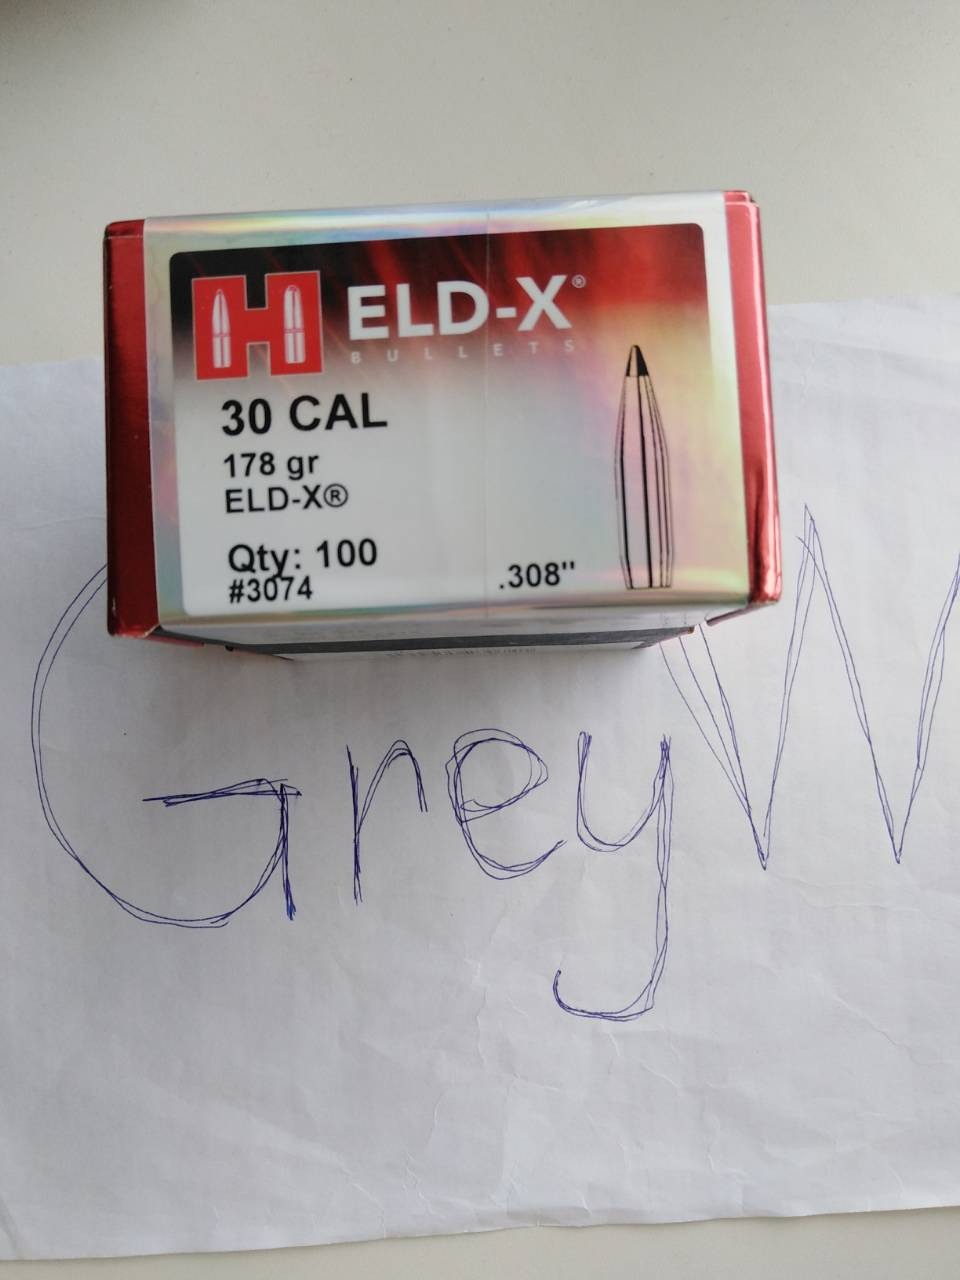 H ELD-X®
BULLETS
30 CAL
178 gr
ELD-X®
Qty: 100
#3074
.308"
GreyW